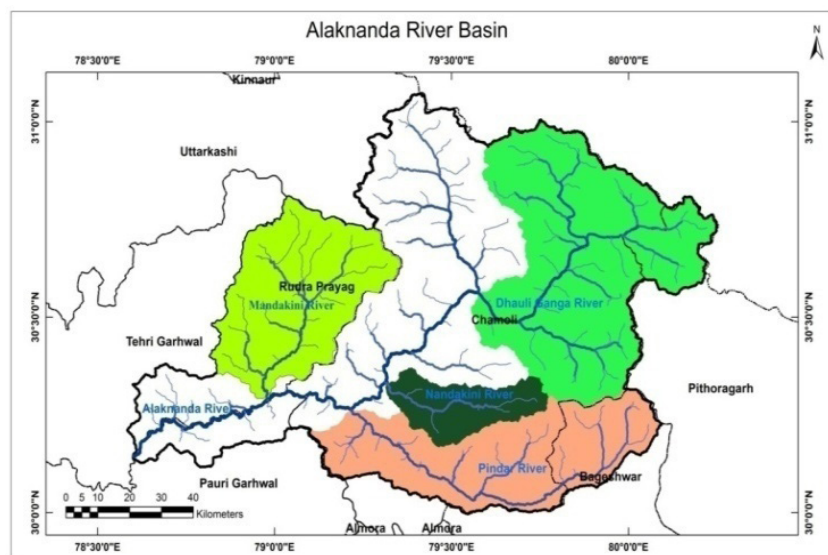 Alaknanda River Basin
N
78°30'0"E 79°0'0"E 79°30'0"E 80°0'0"E
Kinnaur
31°0'0"N
31°0'0"N
Uttarkashi
Rudra Prayag
Mandakini River
Dhauli Ganga River
Chamoli
30°30'0"N
30°30'0"N
Tehri Garhwal
Pithoragarh
Nandakini River
Alaknanda River
Pindar River
Bageshwar
Pauri Garhwal
0 5 10 20 30 40
Kilometers
30°0'0"N
30°0'0"N
Almora Almora
78°30'0"E 79°0'0"E 79°30'0"E 80°0'0"E